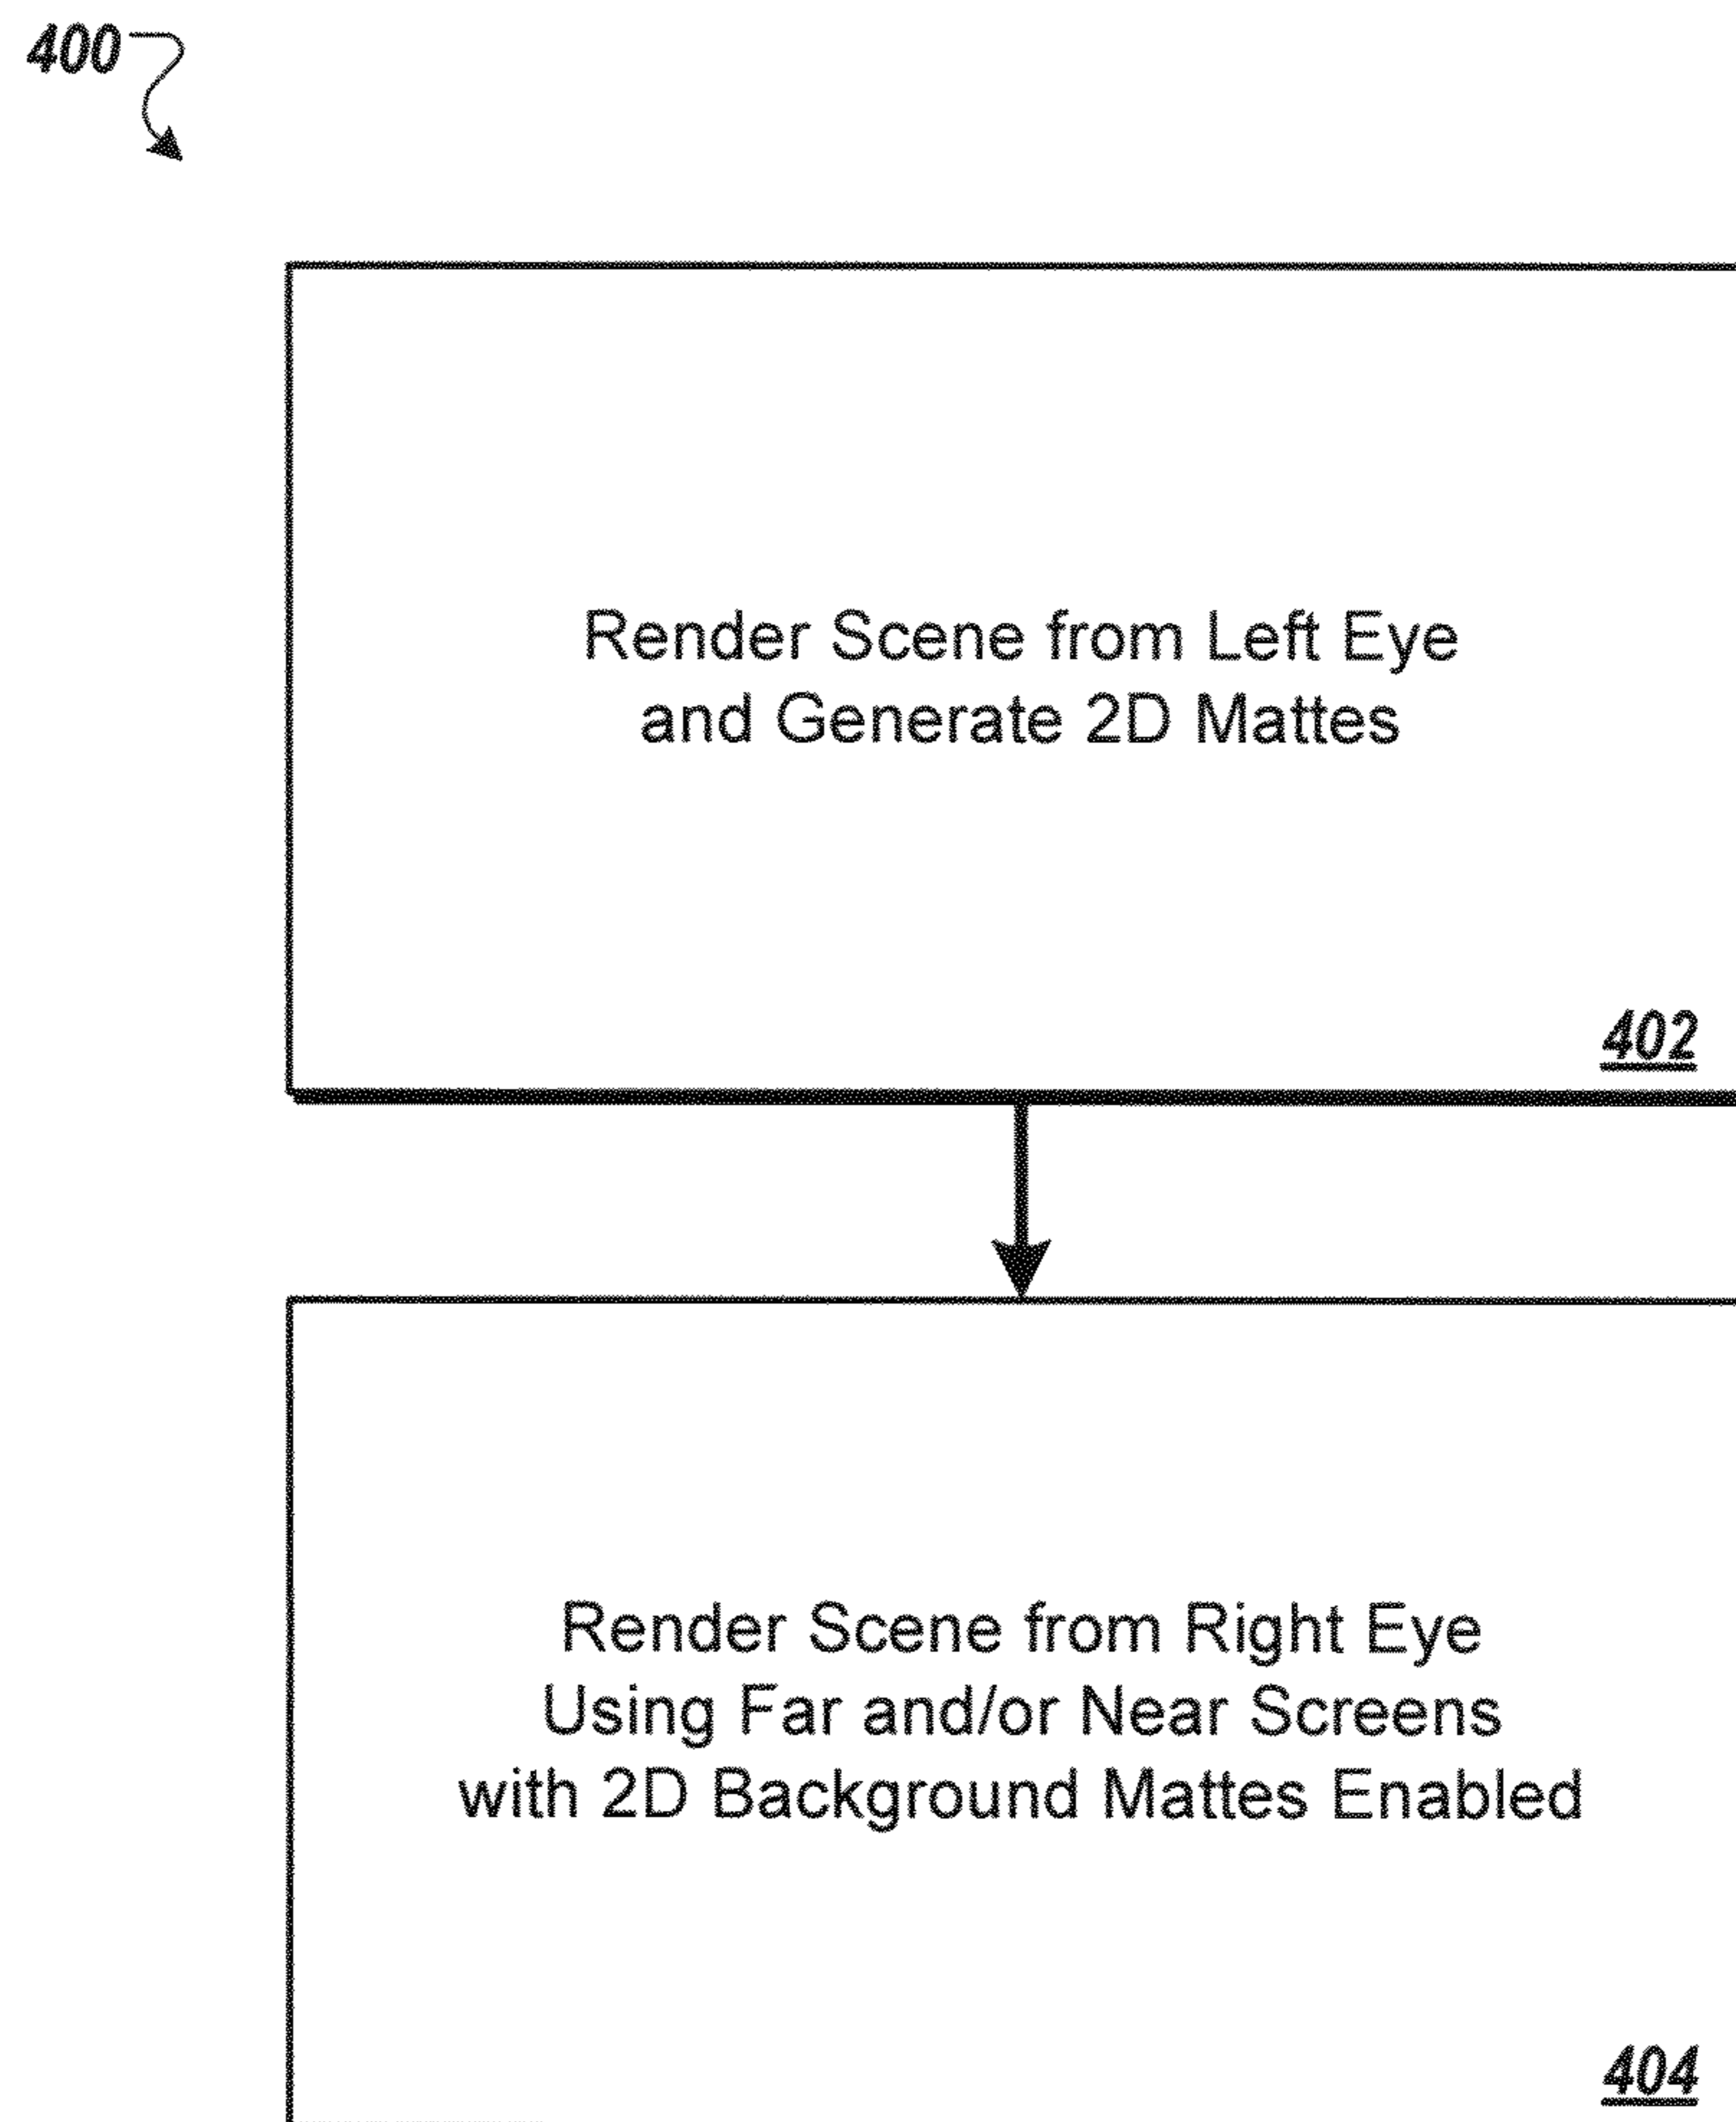 400
Render Scene from Left Eye
and Generate 2D Mattes
402
Render Scene from Right Eye
Using Far and/or Near Screens
with 2D Background Mattes Enabled
404